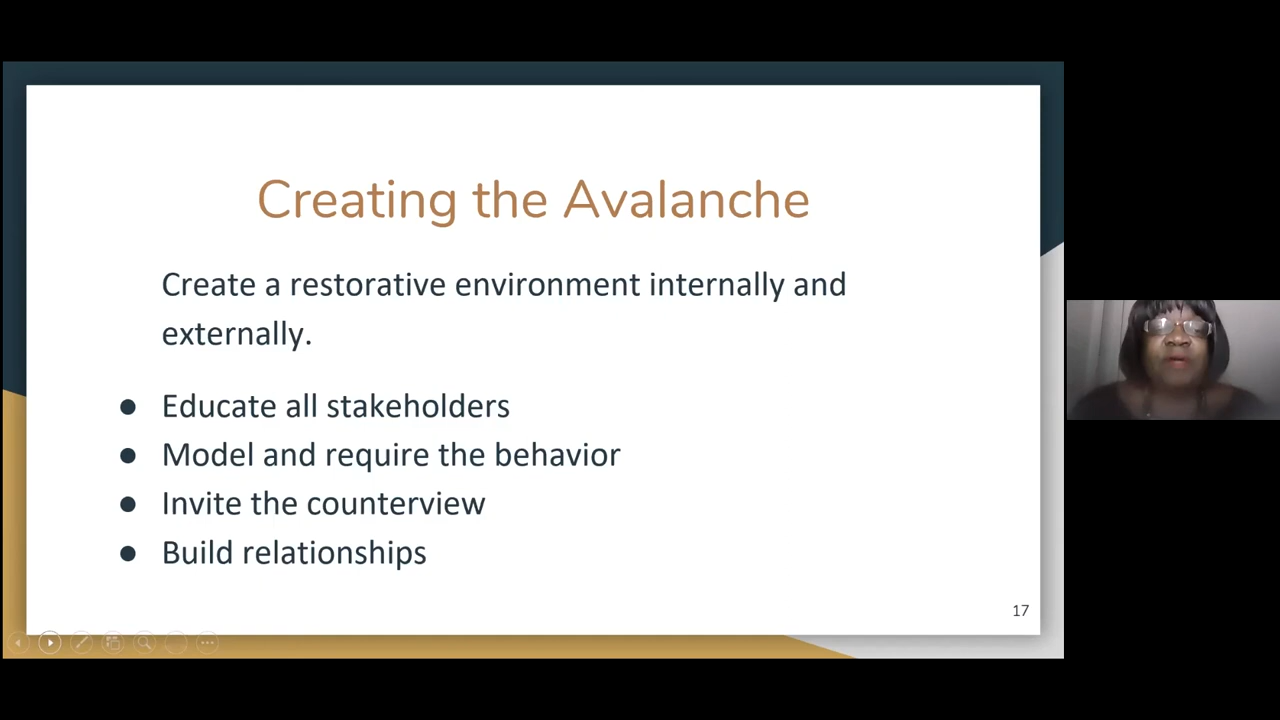 Creating the Avalanche
Create a restorative environment internally and
externally.
● Educate all stakeholders
● Model and require the behavior
● Invite the counterview
● Build relationships
17